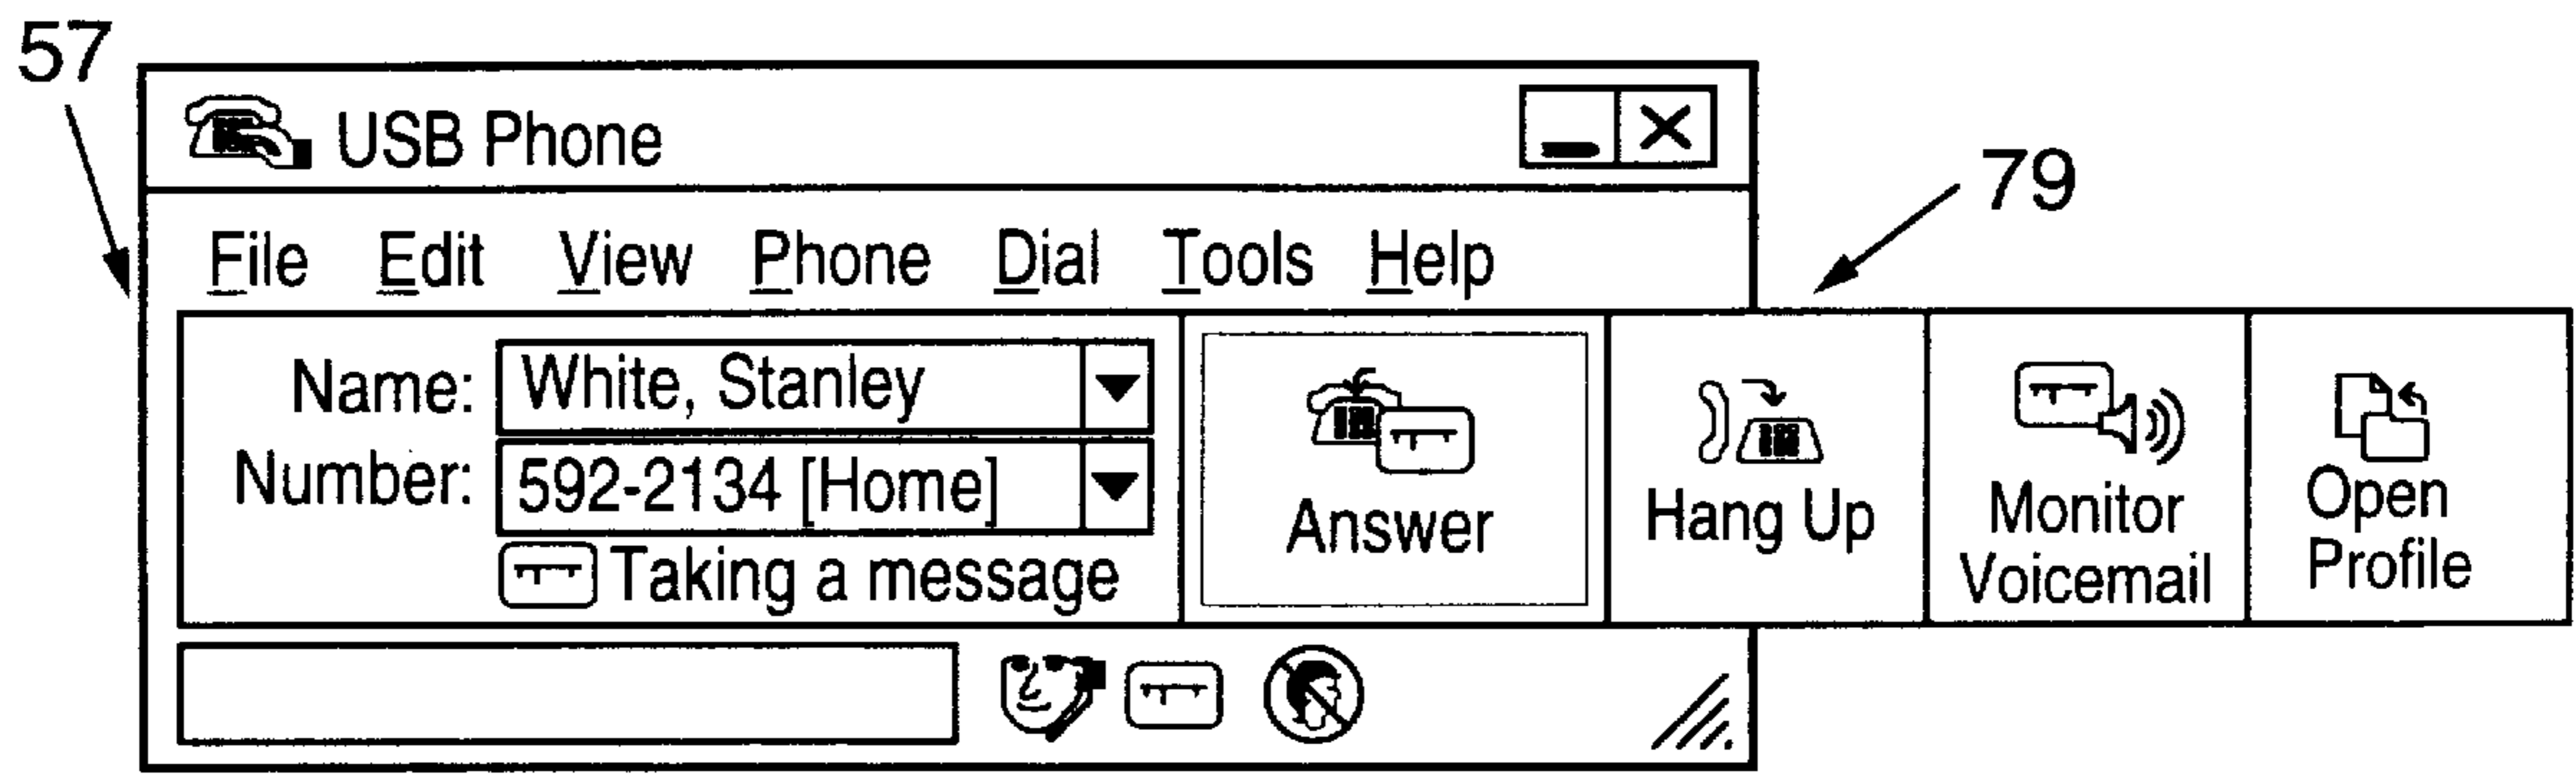 57
USB Phone
79
File Edit View Phone Dial Tools Help
Name: White, Stanley
Number: 592-2134 [Home]
Taking a message
Answer
Hang Up
Monitor
Voicemail
Open
Profile